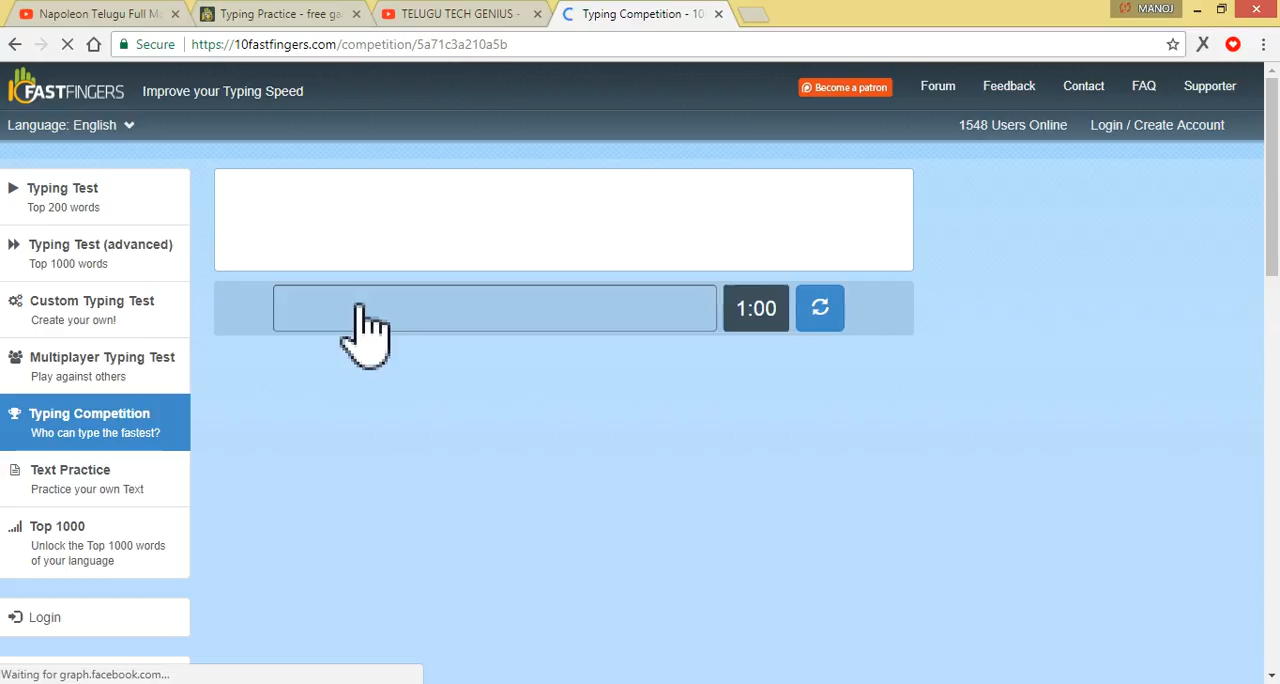 Napoleon Telugu Full Mo
Typing Practice - free ga
TELUGU TECH GENIUS -
Typing Competition - 10
MANOJ
Secure
https://10fastfingers.com/competition/5a71c3a210a5b
10FASTFINGERS
Improve your Typing Speed
Become a patron
Forum
Feedback
Contact
FAQ
Supporter
Language: English
1548 Users Online
Login / Create Account
Typing Test
Top 200 words
Typing Test (advanced)
Top 1000 words
Custom Typing Test
Create your own!
Multiplayer Typing Test
Play against others
Typing Competition
Who can type the fastest?
Text Practice
Practice your own Text
Top 1000
Unlock the Top 1000 words
of your language
Login
1:00
Waiting for graph.facebook.com...